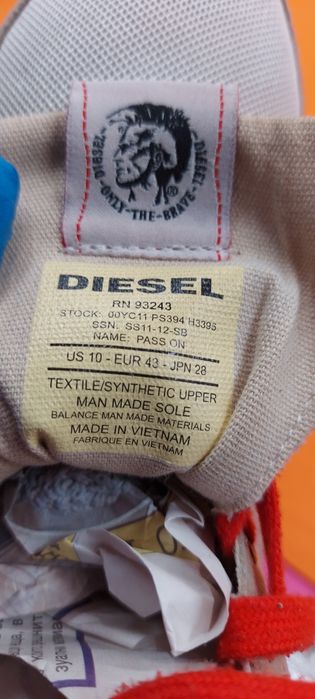 DIESEL ONLY-THE-BRAVE DIESEL
®
DIESEL
RN 93243
STOCK: 00YC11 PS394 H3395
SSN. SS11-12-SB
NAME: PASS ON
US 10 - EUR 43 - JPN 28
TEXTILE/SYNTHETIC UPPER
MAN MADE SOLE
BALANCE MAN MADE MATERIALS
MADE IN VIETNAM
FABRIQUE EN VIETNAM